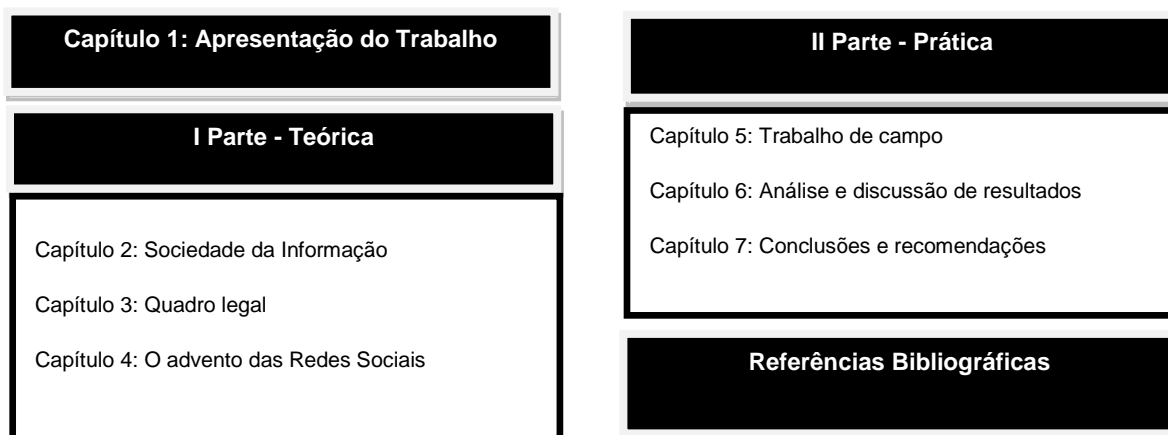 Capítulo 1: Apresentação do Trabalho
I Parte - Teórica
Capítulo 2: Sociedade da Informação
Capítulo 3: Quadro legal
Capítulo 4: O advento das Redes Sociais
II Parte - Prática
Capítulo 5: Trabalho de campo
Capítulo 6: Análise e discussão de resultados
Capítulo 7: Conclusões e recomendações
Referências Bibliográficas